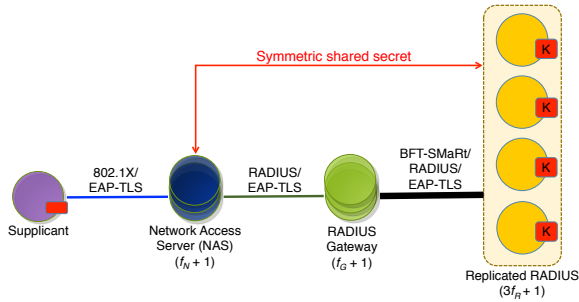 Symmetric shared secret
K
K
K
K
802.1X/
EAP-TLS
RADIUS/
EAP-TLS
BFT-SMaRt/
RADIUS/
EAP-TLS
Supplicant
Network Access
Server (NAS)
(f_N + 1)
RADIUS
Gateway
(f_G + 1)
Replicated RADIUS
(3f_R + 1)